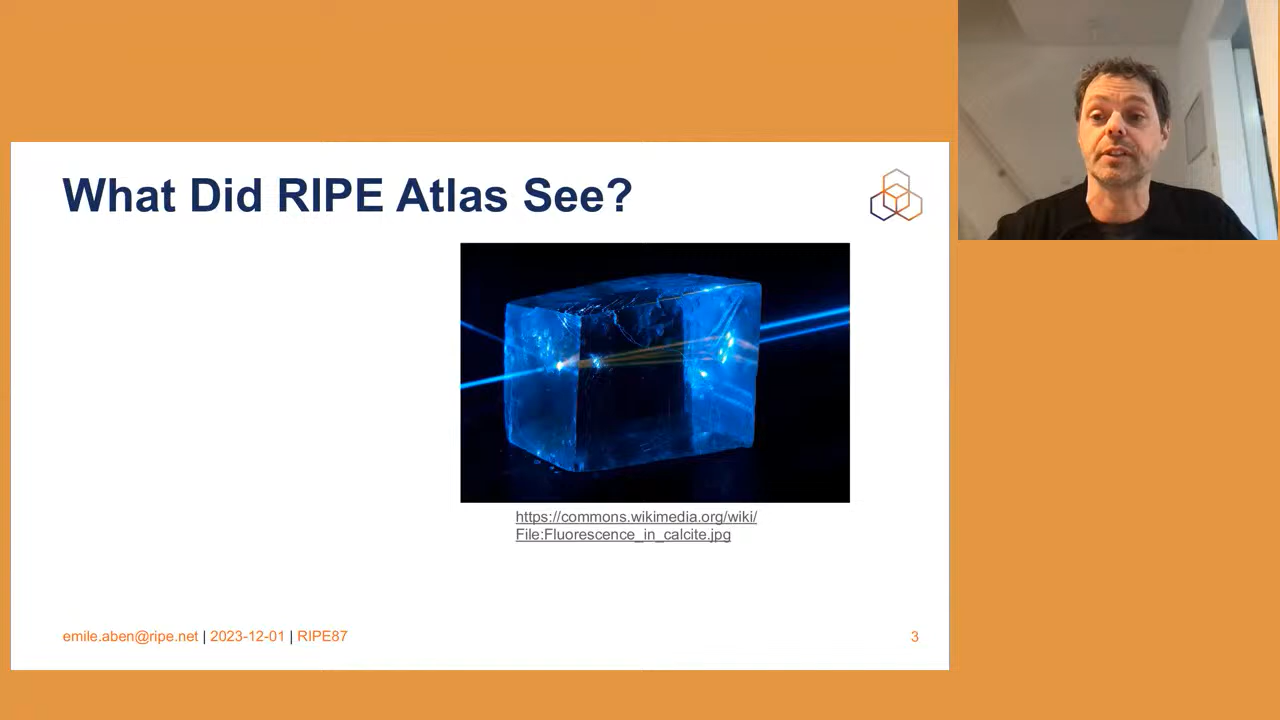 What Did RIPE Atlas See?
https://commons.wikimedia.org/wiki/
File:Fluorescence_in_calcite.jpg
emile.aben@ripe.net | 2023-12-01 | RIPE87
3